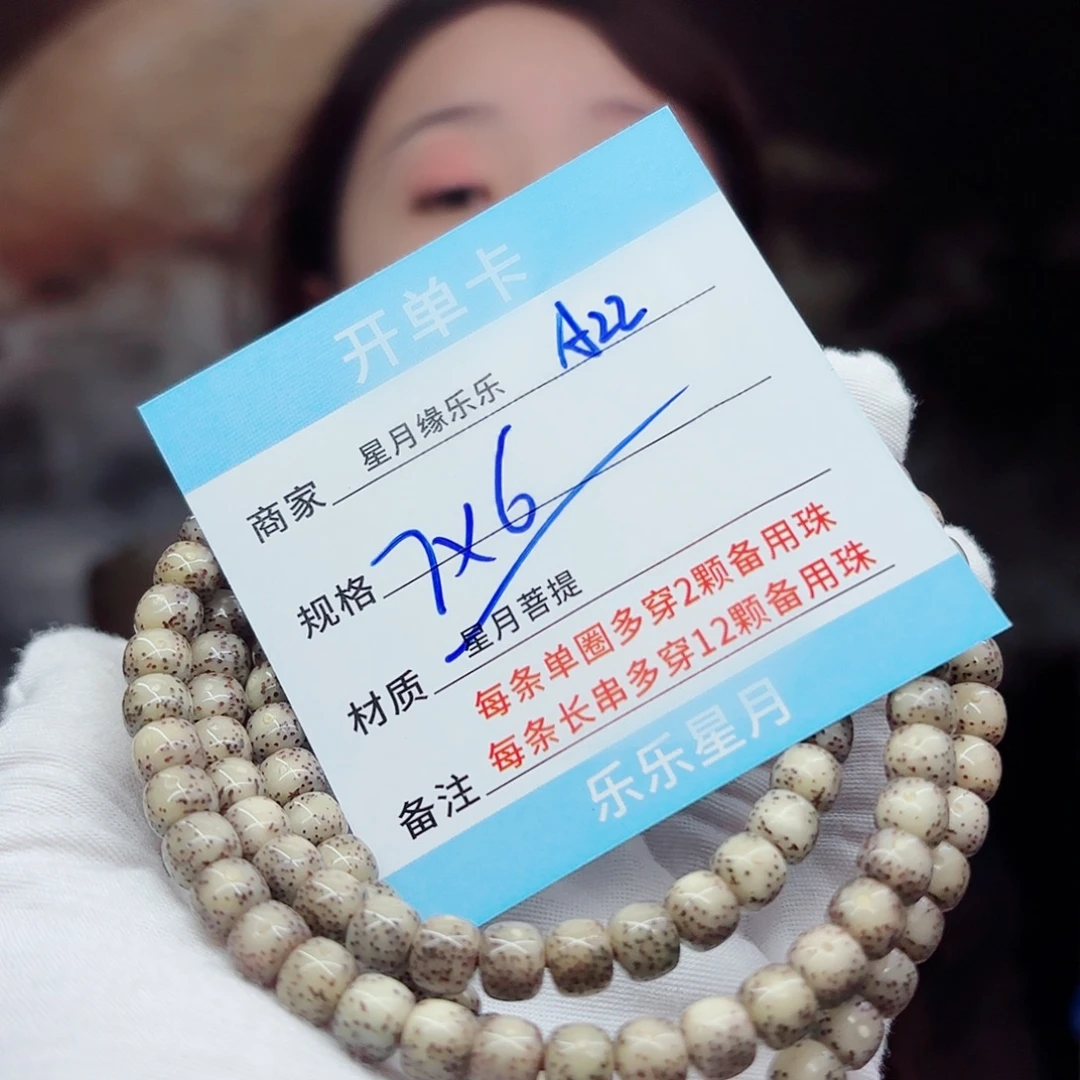 开单卡
商家 星月缘乐乐 A22
规格 7×6
材质 星月菩提
每条单圈多穿2颗备用珠
备注 每条长串多穿12颗备用珠
乐乐星月